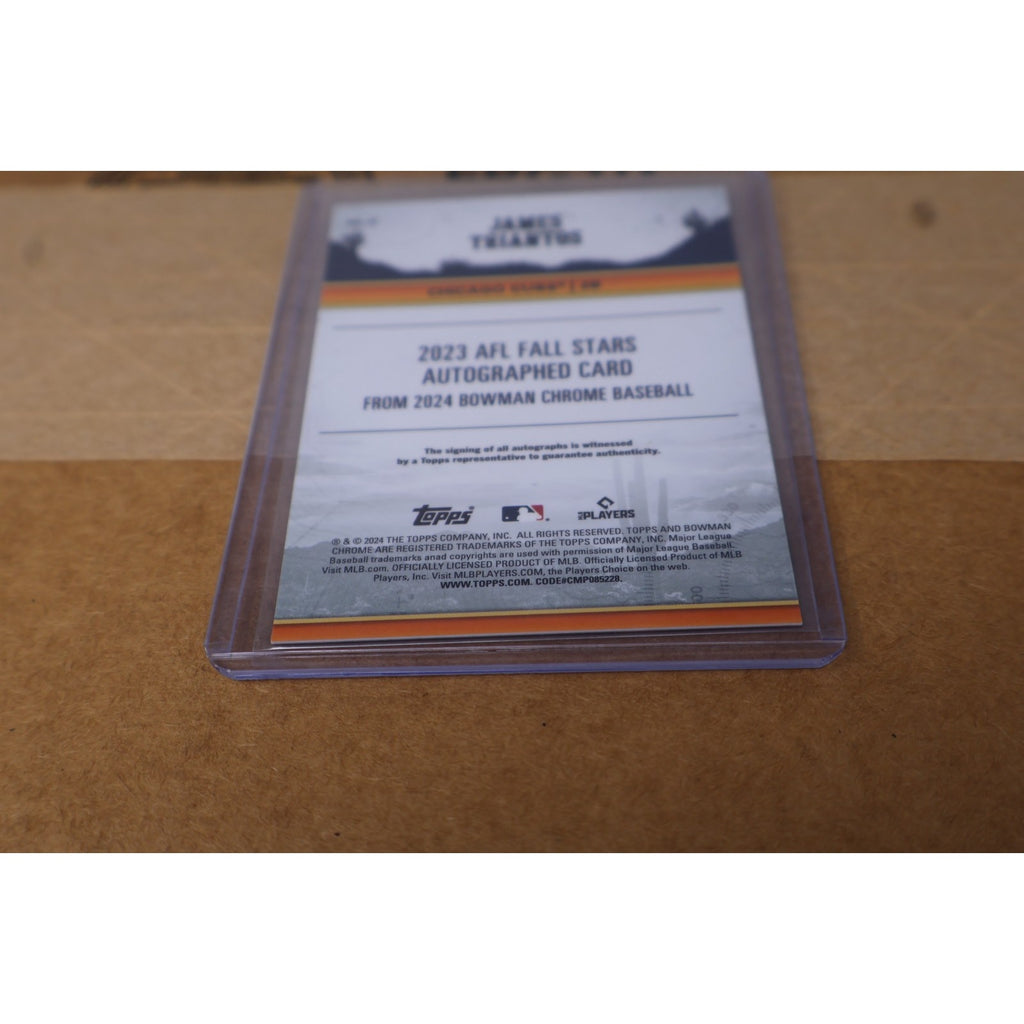 JAMES
TRIANTOS
CHICAGO CUBS® |
2023 AFL FALL STARS
AUTOGRAPHED CARD
FROM 2024 BOWMAN CHROME BASEBALL
The signing of all autographs is witnessed
by a Topps representative to guarantee authenticity.
topps® MLB PLAYERS
® & © 2024 THE TOPPS COMPANY, INC. ALL RIGHTS RESERVED. TOPPS AND BOWMAN
CHROME ARE REGISTERED TRADEMARKS OF THE TOPPS COMPANY, INC. Major League
Baseball trademarks anad copyrights are used with permission of Major League Baseball.
Visit MLB.com. OFFICIALLY LICENSED PRODUCT OF MLB. Officially Licensed Product of MLB
Players, Inc. Visit MLBPLAYERS.COM, the Players Choice on the web.
WWW.TOPPS.COM. CODE#CMP085228.